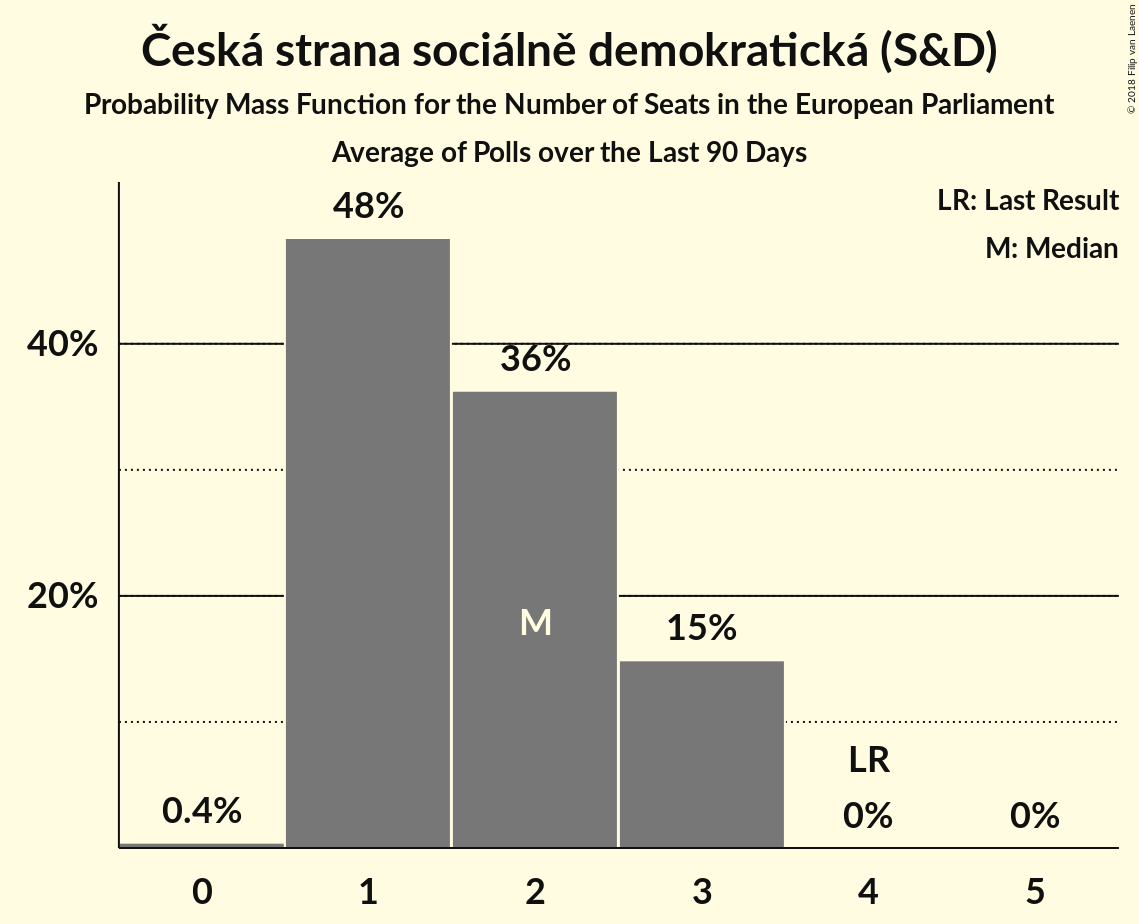 Česká strana sociálně demokratická (S&D)
Probability Mass Function for the Number of Seats in the European Parliament
Average of Polls over the Last 90 Days
© 2018 Filip van Laenen
LR: Last Result
M: Median
48%
40%
36%
20%
M
15%
LR
0.4%
0%
0%
0 1 2 3 4 5